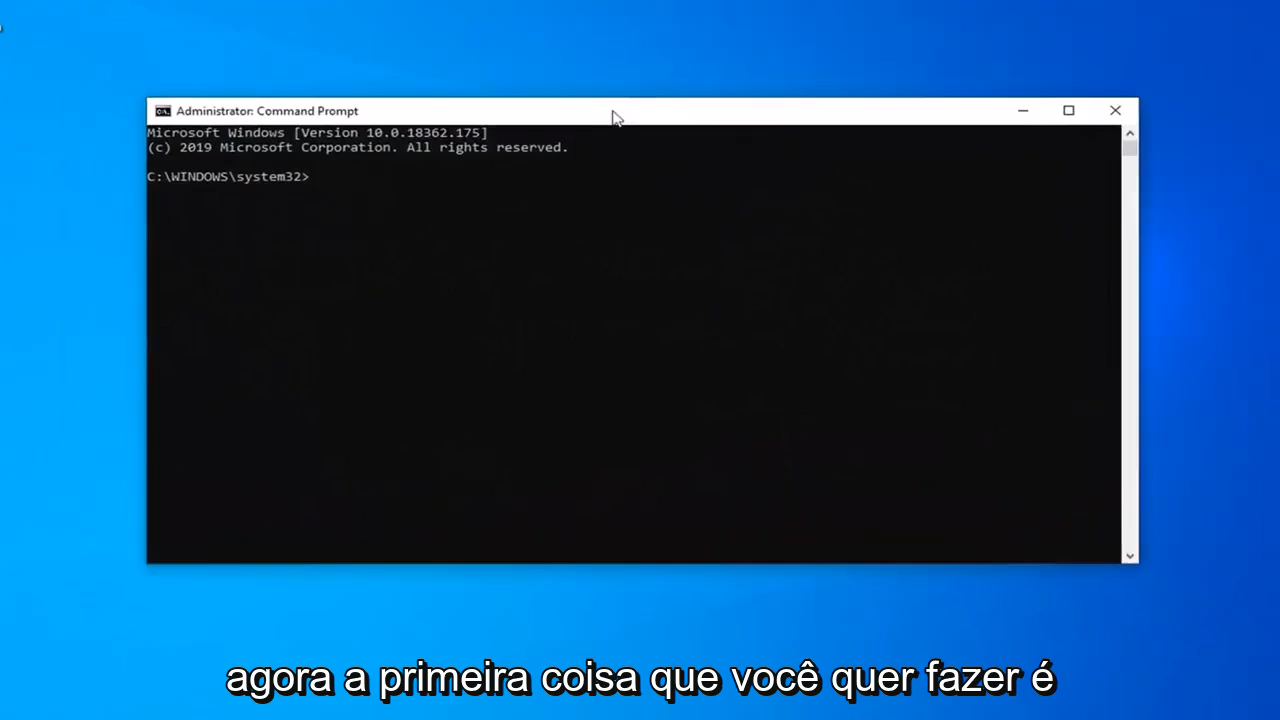 Administrator: Command Prompt
Microsoft Windows [Version 10.0.18362.175]
(c) 2019 Microsoft Corporation. All rights reserved.
C:\WINDOWS\system32>
agora a primeira coisa que você quer fazer é